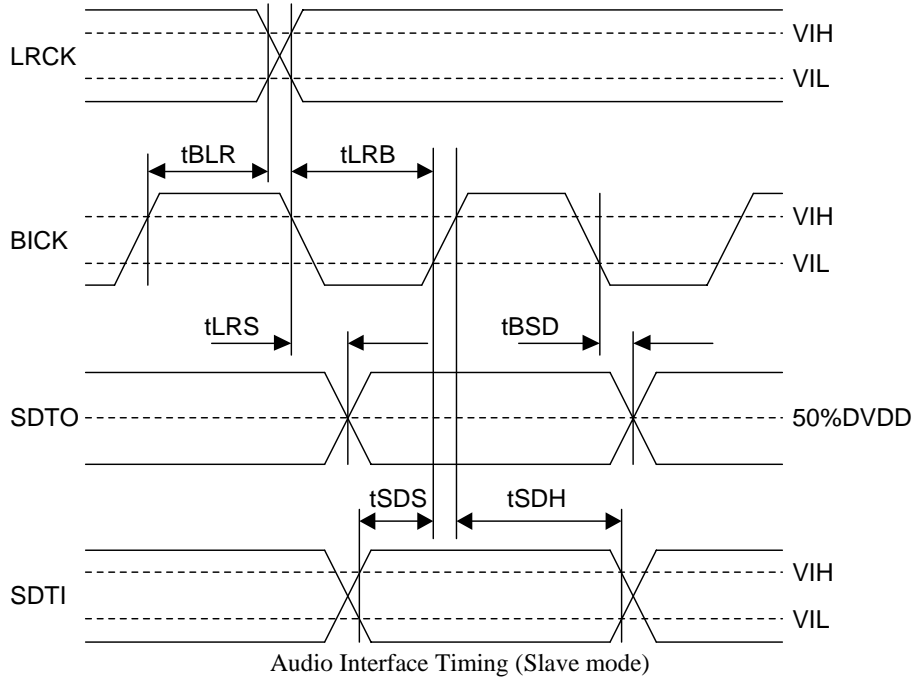 LRCK
VIH
VIL
tBLR
tLRB
BICK
VIH
VIL
tLRS
tBSD
SDTO
50%DVDD
tSDS
tSDH
SDTI
VIH
VIL
Audio Interface Timing (Slave mode)